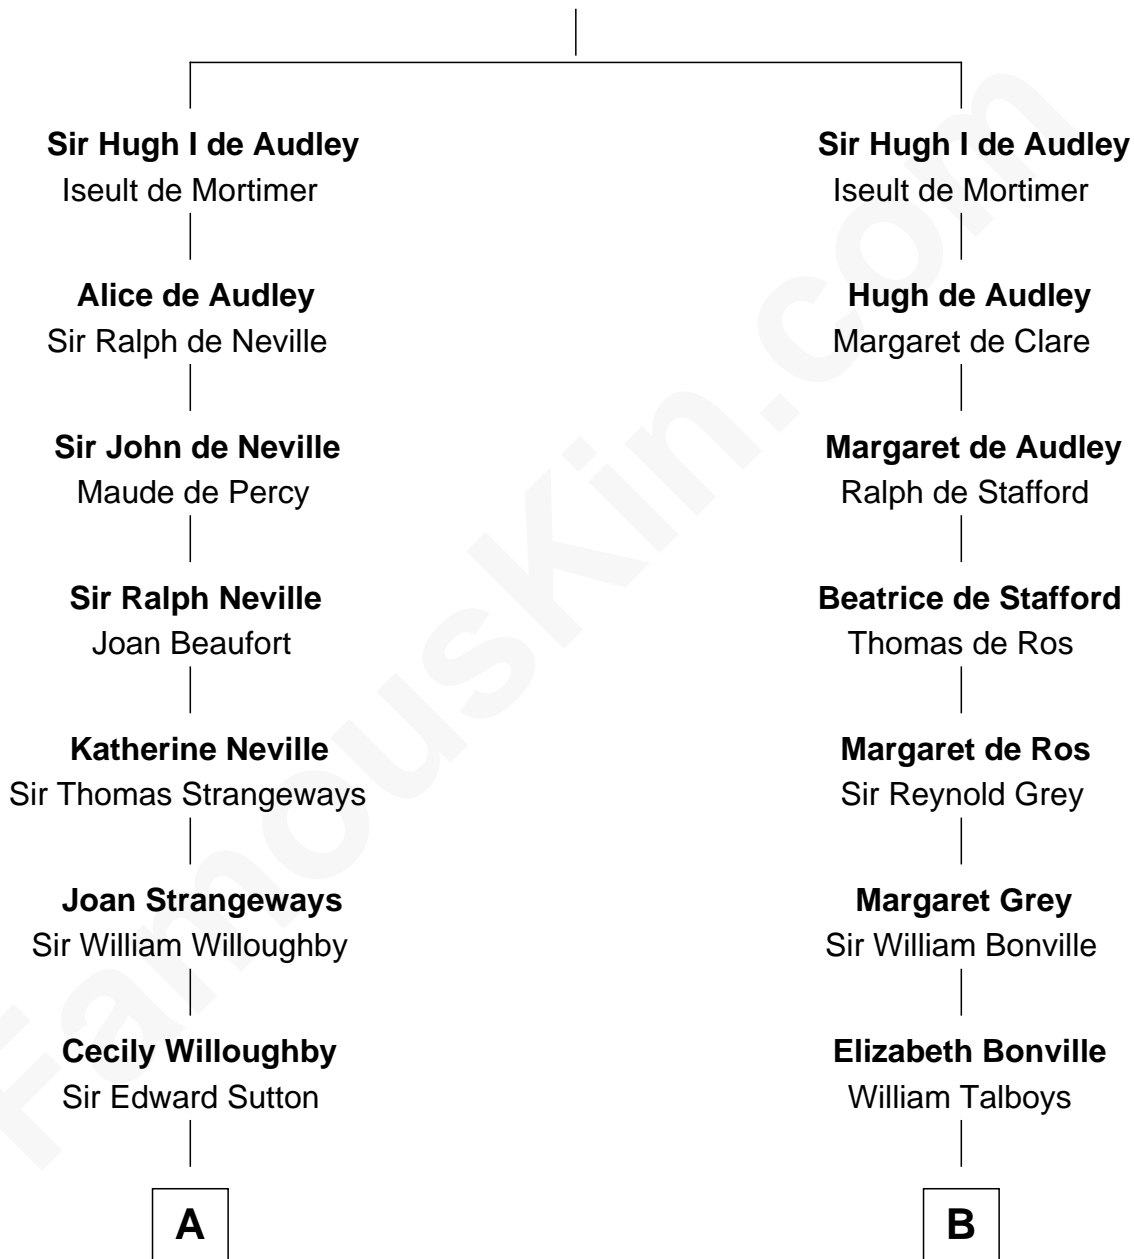 Sir Hugh I de Audley
Iseult de Mortimer
Alice de Audley
Sir Ralph de Neville
Sir John de Neville
Maude de Percy
Sir Ralph Neville
Joan Beaufort
Katherine Neville
Sir Thomas Strangeways
Joan Strangeways
Sir William Willoughby
Cecily Willoughby
Sir Edward Sutton
A
Sir Hugh I de Audley
Iseult de Mortimer
Hugh de Audley
Margaret de Clare
Margaret de Audley
Ralph de Stafford
Beatrice de Stafford
Thomas de Ros
Margaret de Ros
Sir Reynold Grey
Margaret Grey
Sir William Bonville
Elizabeth Bonville
William Talboys
B
FamousKin.com